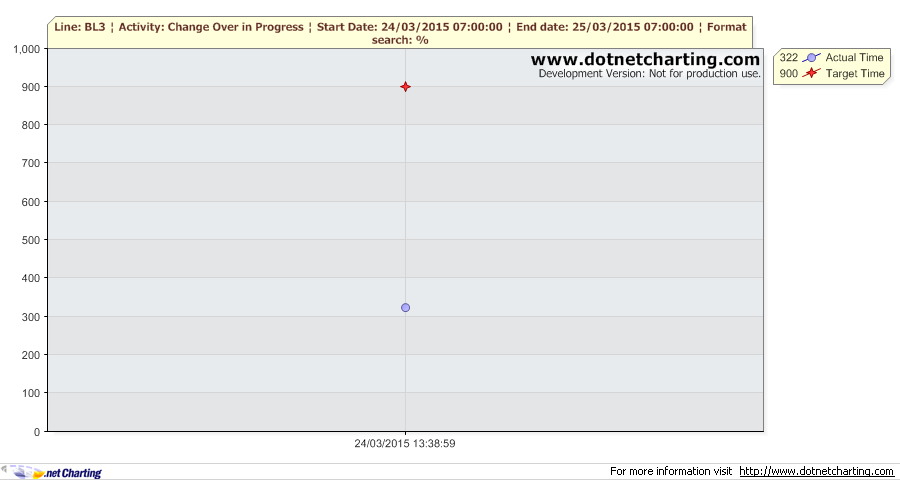 Line: BL3 ¦ Activity: Change Over in Progress ¦ Start Date: 24/03/2015 07:00:00 ¦ End date: 25/03/2015 07:00:00 ¦ Format
search: %
www.dotnetcharting.com
Development Version: Not for production use.
322 Actual Time
900 Target Time
1,000
900
800
700
600
500
400
300
200
100
0
24/03/2015 13:38:59
.net Charting
For more information visit http://www.dotnetcharting.com